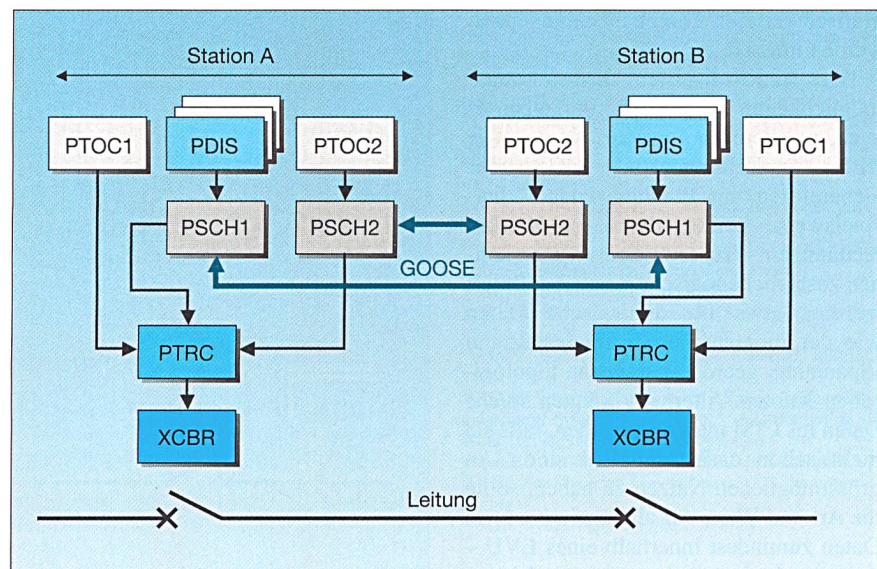 Station A Station B
PTOC1 PDIS PTOC2 PTOC2 PDIS PTOC1
PSCH1 PSCH2 PSCH2 PSCH1
GOOSE
PTRC PTRC
XCBR XCBR
Leitung